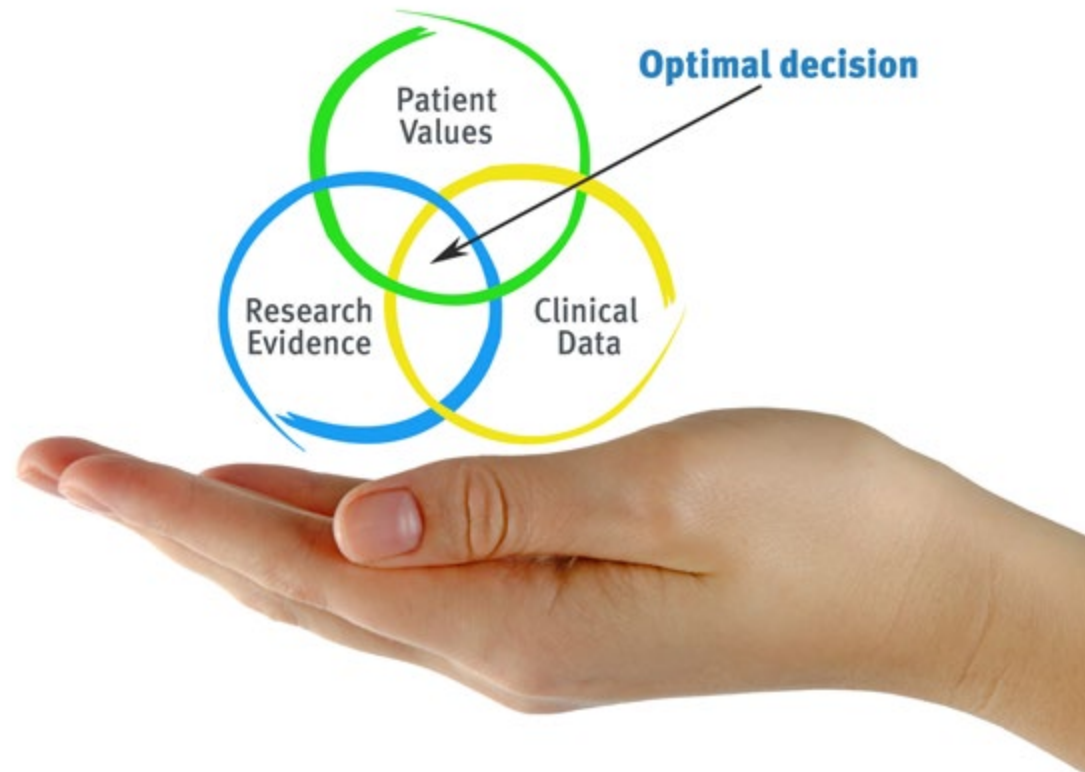 Optimal decision
Patient
Values
Research
Evidence
Clinical
Data